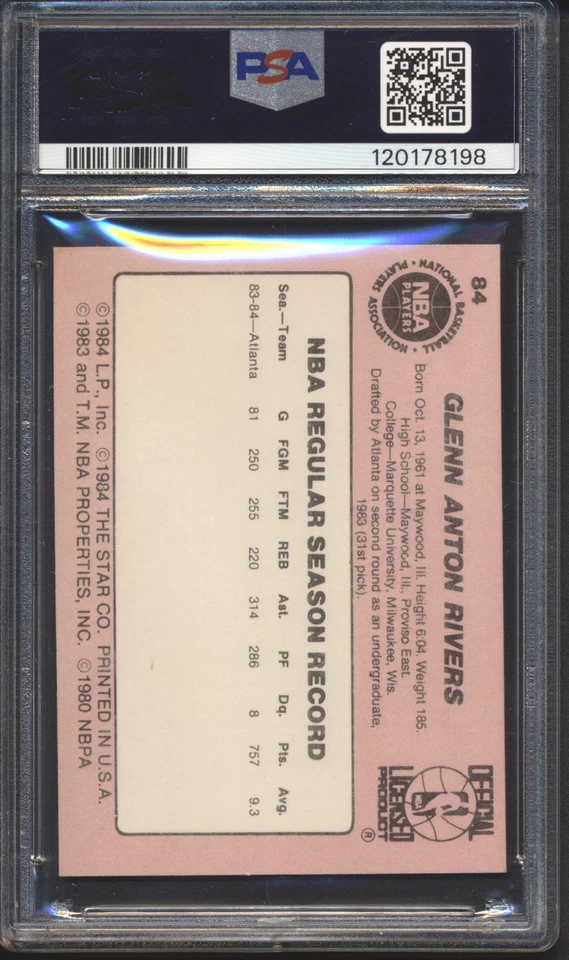 PSA
120178198
84
NATIONAL BASKETBALL
PLAYERS ASSOCIATION
NBA
PLAYERS
GLENN ANTON RIVERS
Born Oct. 13, 1961 at Maywood, Ill. Height 6:04. Weight 185.
High School—Maywood, Ill., Proviso East.
College—Marquette University, Milwaukee, Wis.
Drafted by Atlanta on second round as an undergraduate,
1983 (31st pick).
OFFICIAL
NBA
LICENSED
PRODUCT
®
NBA REGULAR SEASON RECORD
Sea.—Team G FGM FTM REB Ast. PF Dq. Pts. Avg.
83-84—Atlanta 81 250 255 220 314 286 8 757 9.3
©1984 L.P., Inc. ©1984 THE STAR CO. PRINTED IN U.S.A.
©1983 and T.M. NBA PROPERTIES, INC. ©1980 NBPA